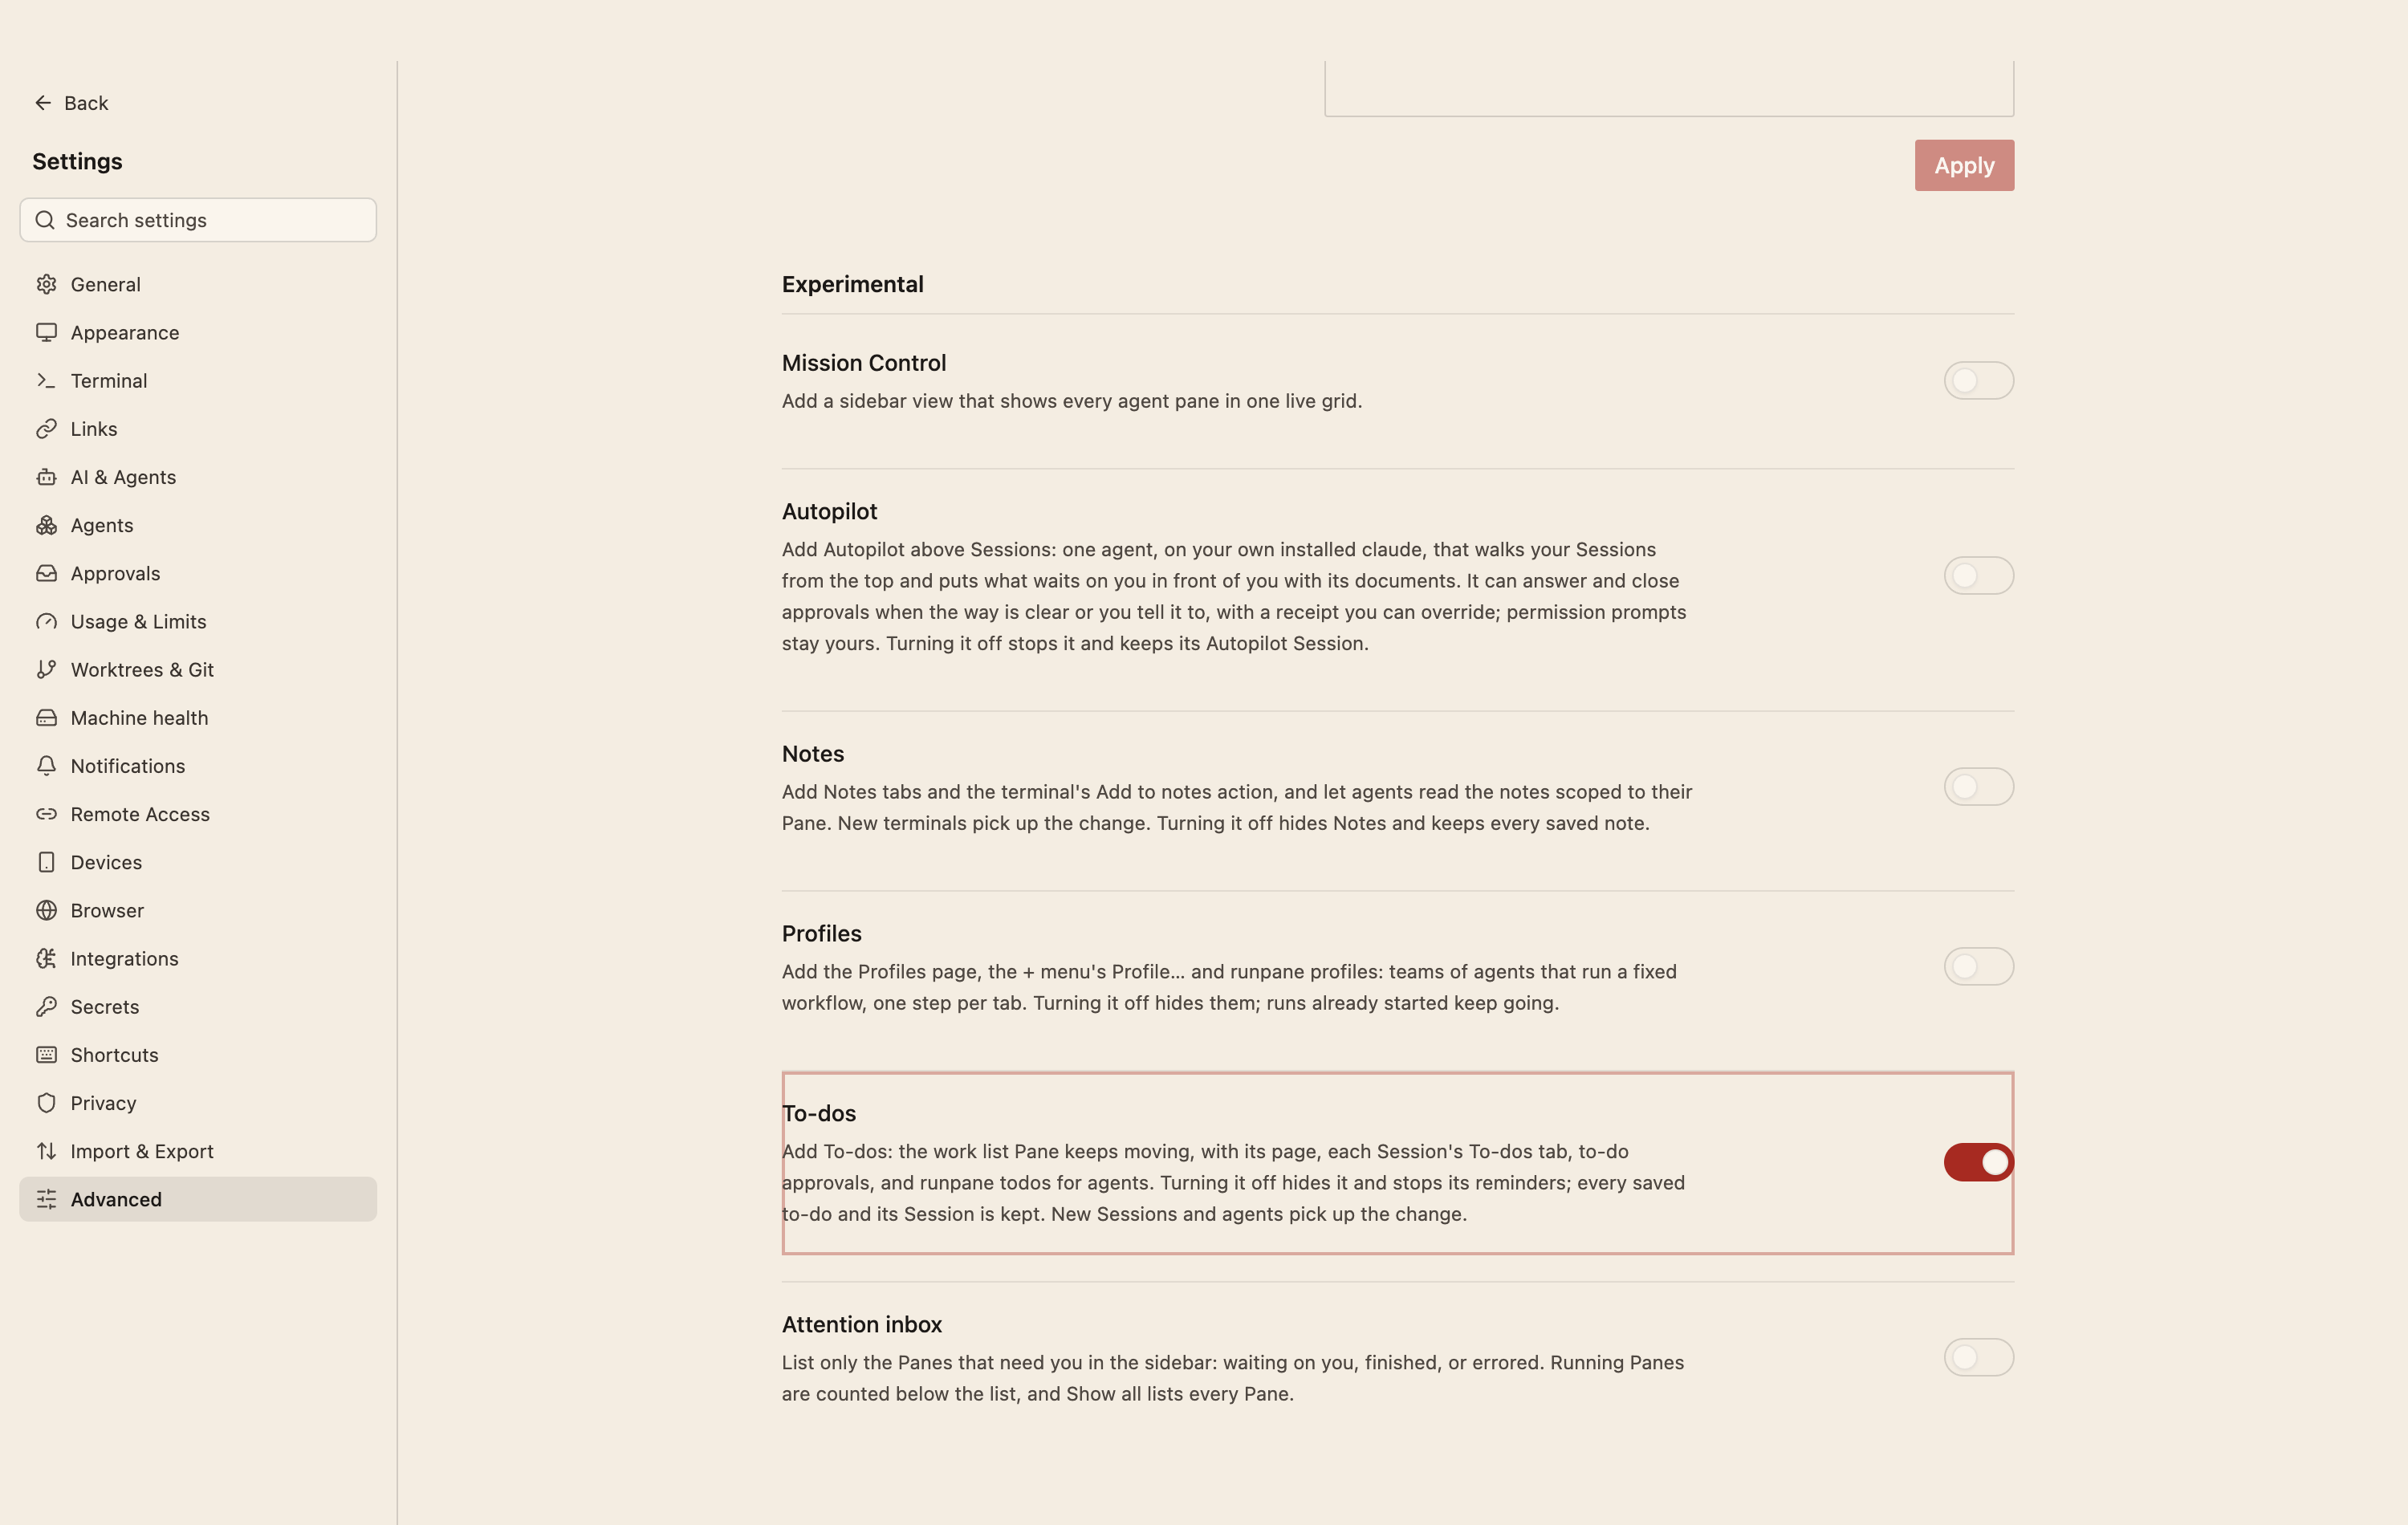 Back
Settings
Search settings
General
Appearance
Terminal
Links
AI & Agents
Agents
Approvals
Usage & Limits
Worktrees & Git
Machine health
Notifications
Remote Access
Devices
Browser
Integrations
Secrets
Shortcuts
Privacy
Import & Export
Advanced
Apply
Experimental
Mission Control
Add a sidebar view that shows every agent pane in one live grid.
Autopilot
Add Autopilot above Sessions: one agent, on your own installed claude, that walks your Sessions
from the top and puts what waits on you in front of you with its documents. It can answer and close
approvals when the way is clear or you tell it to, with a receipt you can override; permission prompts
stay yours. Turning it off stops it and keeps its Autopilot Session.
Notes
Add Notes tabs and the terminal's Add to notes action, and let agents read the notes scoped to their
Pane. New terminals pick up the change. Turning it off hides Notes and keeps every saved note.
Profiles
Add the Profiles page, the + menu's Profile... and runpane profiles: teams of agents that run a fixed
workflow, one step per tab. Turning it off hides them; runs already started keep going.
To-dos
Add To-dos: the work list Pane keeps moving, with its page, each Session's To-dos tab, to-do
approvals, and runpane todos for agents. Turning it off hides it and stops its reminders; every saved
to-do and its Session is kept. New Sessions and agents pick up the change.
Attention inbox
List only the Panes that need you in the sidebar: waiting on you, finished, or errored. Running Panes
are counted below the list, and Show all lists every Pane.